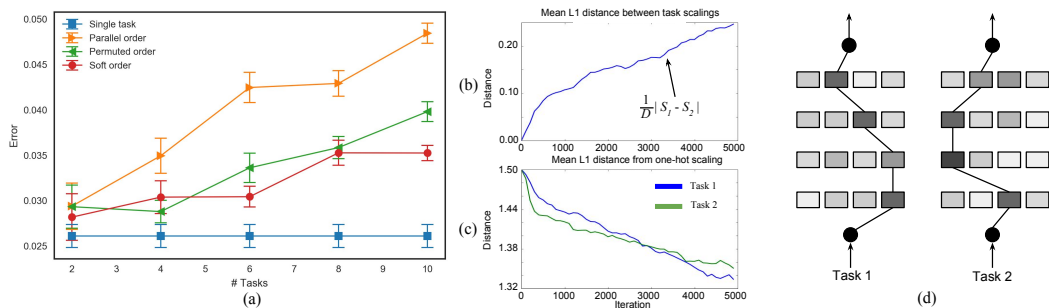 0.050
0.045
0.040
0.035
0.030
0.025
Error
Single task
Parallel order
Permuted order
Soft order
2 3 4 5 6 7 8 9 10
# Tasks
(a)
(b)
Mean L1 distance between task scalings
0.20
0.10
0.00
Distance
1/D | S1 - S2 |
0 1000 2000 3000 4000 5000
(c)
Mean L1 distance from one-hot scaling
1.50
1.44
1.38
1.32
Distance
Task 1
Task 2
0 1000 2000 3000 4000 5000
Iteration
Task 1 Task 2
(d)